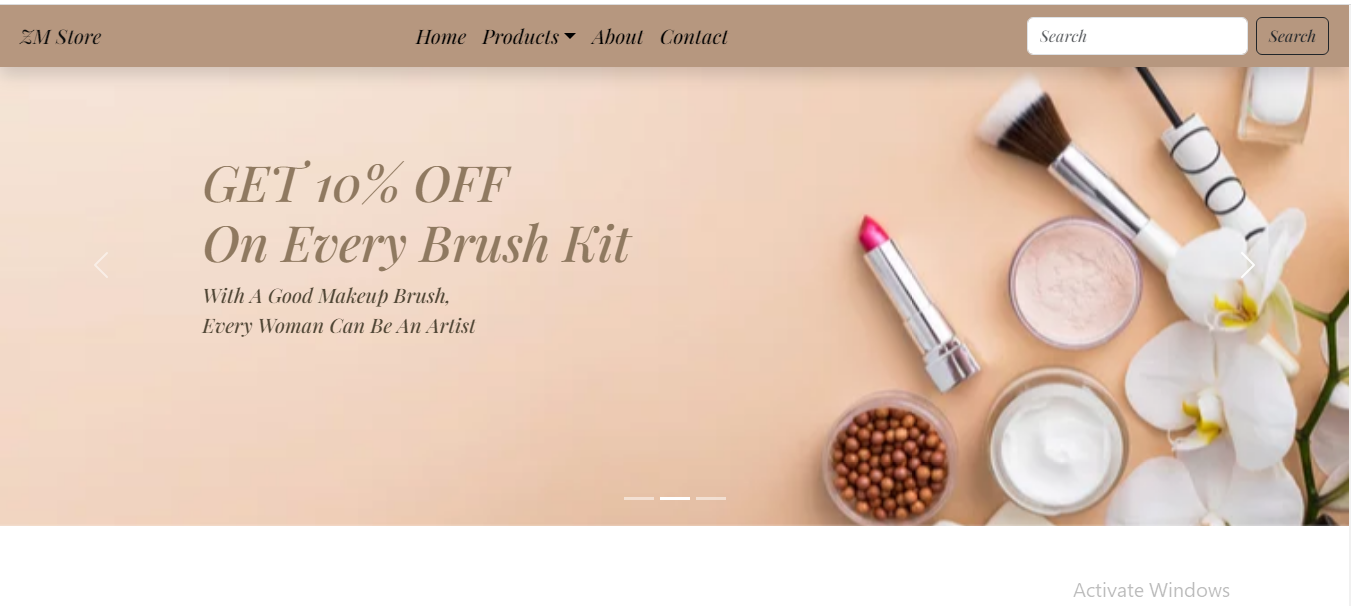 ZM Store
Home
Products
About
Contact
Search
Search
GET 10% OFF
On Every Brush Kit
With A Good Makeup Brush,
Every Woman Can Be An Artist
Activate Windows